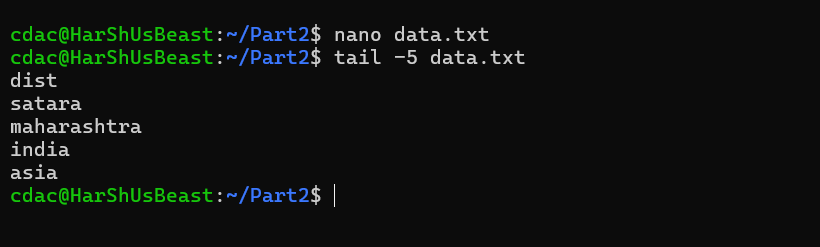 cdac@HarShUsBeast:~/Part2$ nano data.txt
cdac@HarShUsBeast:~/Part2$ tail -5 data.txt
dist
satara
maharashtra
india
asia
cdac@HarShUsBeast:~/Part2$